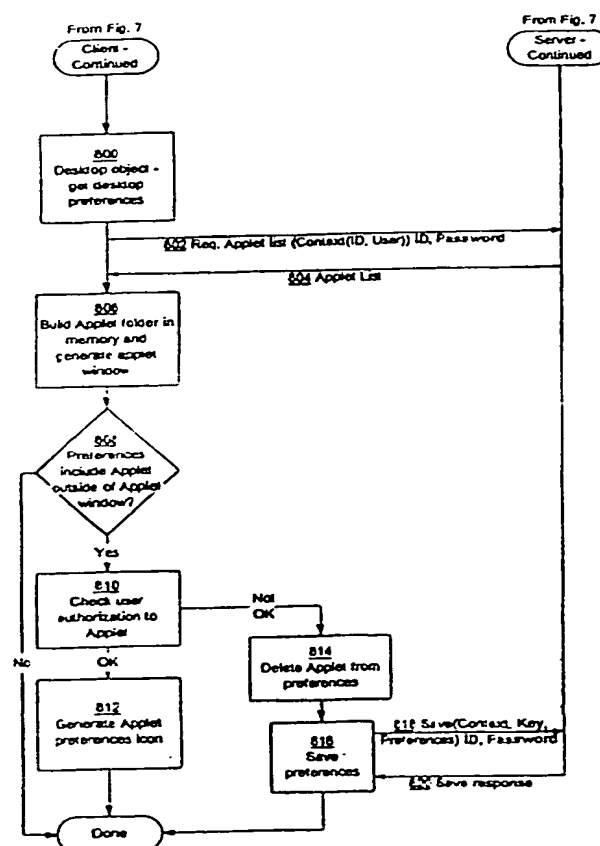 From Fig. 7
Client -
Continued
From Fig. 7
Server -
Continued
800
Desktop object -
get desktop
preferences
802 Req. Applet list (Context(ID, User)) ID, Password
804 Applet List
806
Build Applet folder in
memory and
generate applet
window
Preferences
include Applet
outside of Applet
window?
Yes
No
810
Check user
authorization to
Applet
Not
OK
OK
814
Delete Applet from
preferences
812
Generate Applet
preferences Icon
816
Save
preferences
818 Save(Context, Key,
Preferences) ID, Password
Save response
Done